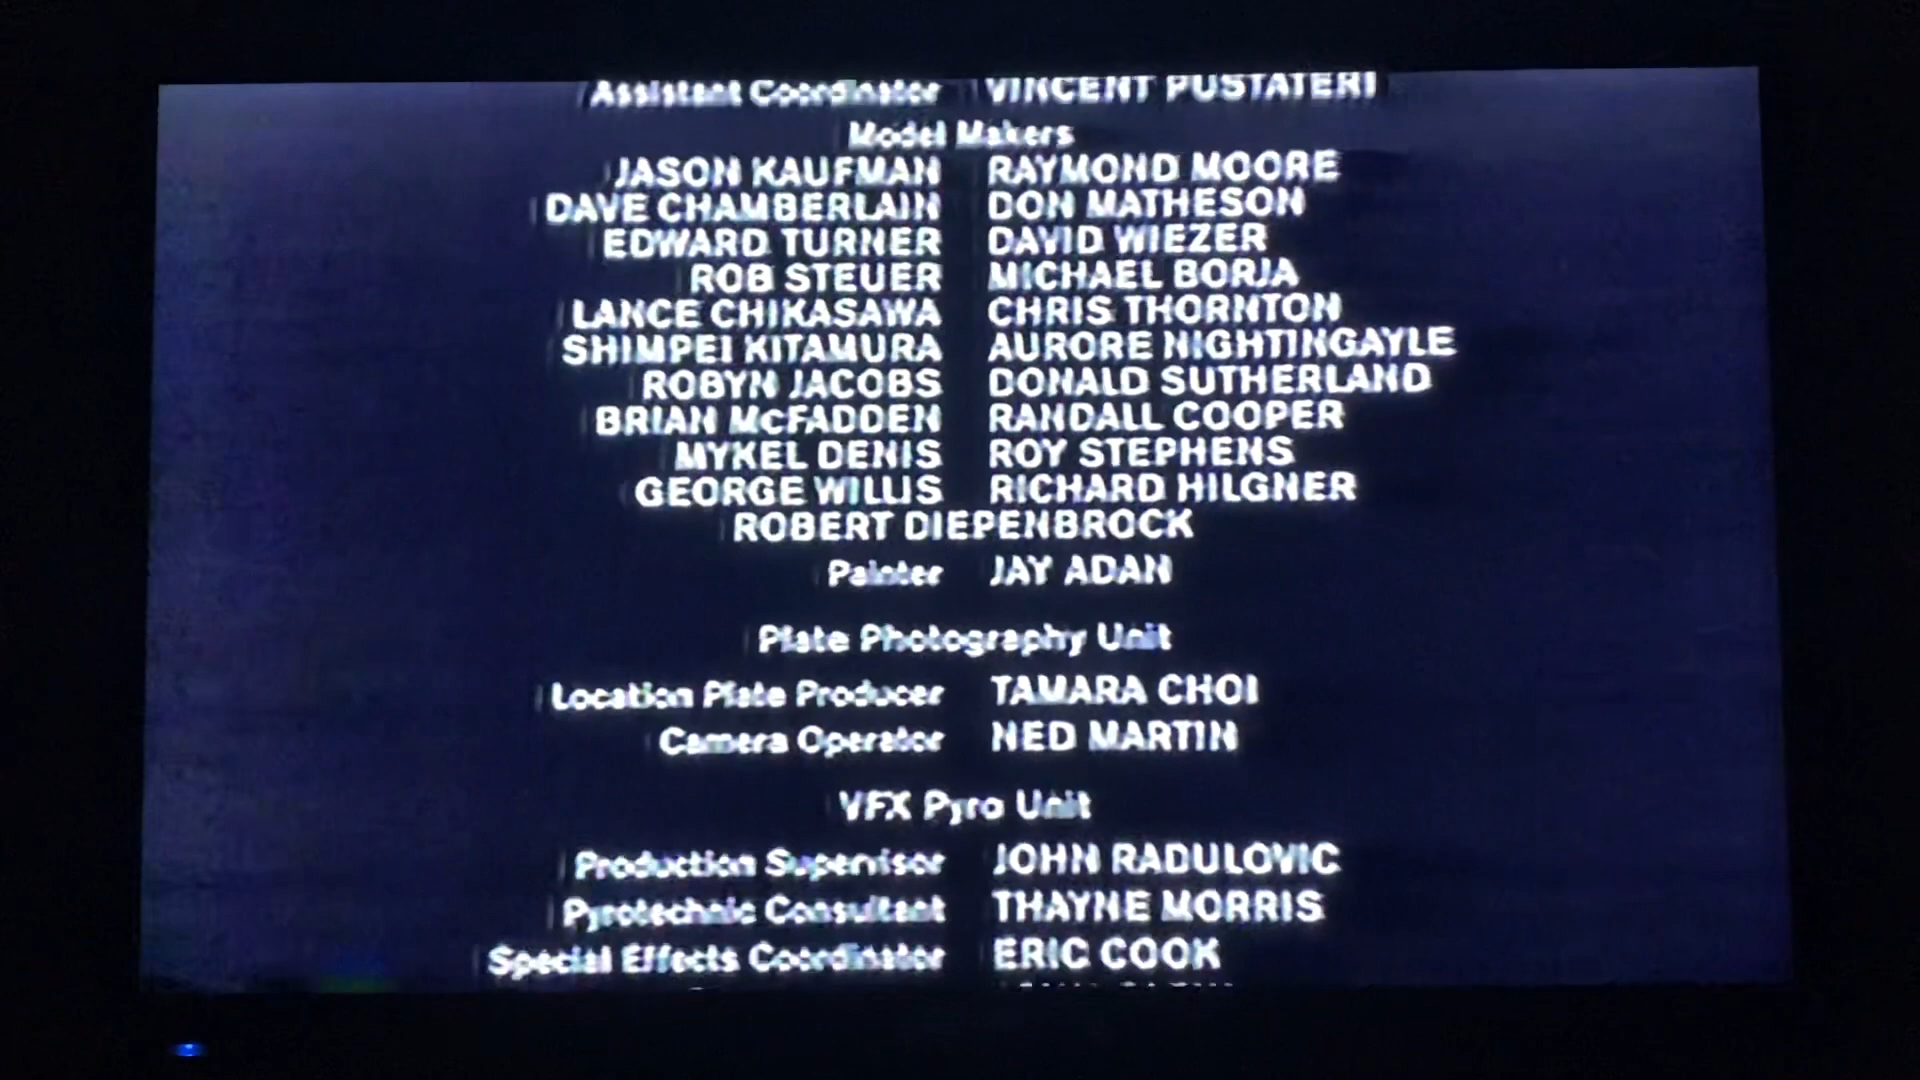 Assistant Coordinator VINCENT PUSTATERI
Model Makers
JASON KAUFMAN RAYMOND MOORE
DAVE CHAMBERLAIN DON MATHESON
EDWARD TURNER DAVID WIEZER
ROB STEUER MICHAEL BORJA
LANCE CHIKASAWA CHRIS THORNTON
SHIMPEI KITAMURA AURORE NIGHTINGAYLE
ROBYN JACOBS DONALD SUTHERLAND
BRIAN McFADDEN RANDALL COOPER
MYKEL DENIS ROY STEPHENS
GEORGE WILLIS RICHARD HILGNER
ROBERT DIEPENBROCK
Painter JAY ADAN
Plate Photography Unit
Location Plate Producer TAMARA CHOI
Camera Operator NED MARTIN
VFX Pyro Unit
Production Supervisor JOHN RADULOVIC
Pyrotechnic Consultant THAYNE MORRIS
Special Effects Coordinator ERIC COOK